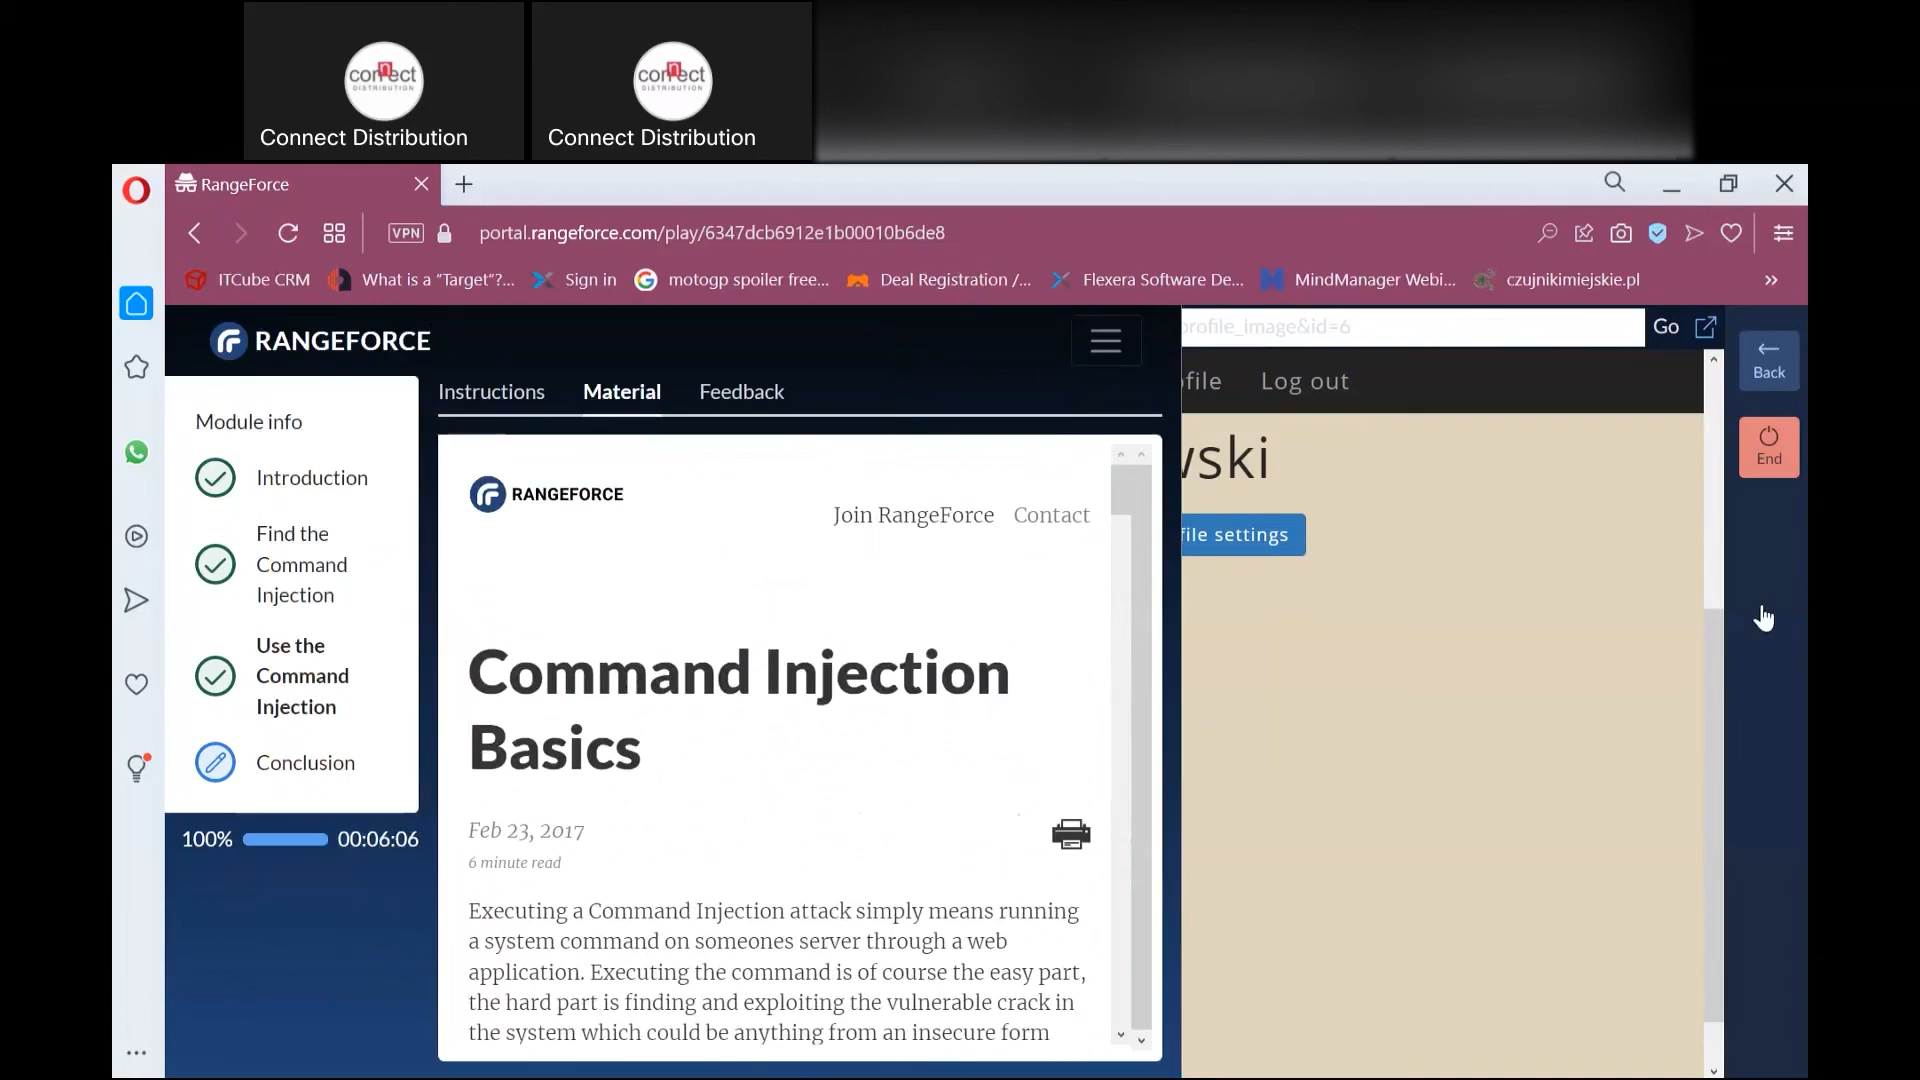 connect
DISTRIBUTION
Connect Distribution
connect
DISTRIBUTION
Connect Distribution
RangeForce
VPN
portal.rangeforce.com/play/6347dcb6912e1b00010b6de8
ITCube CRM
What is a “Target”?...
Sign in
motogp spoiler free...
Deal Registration /...
Flexera Software De...
MindManager Webi...
czujnikimiejskie.pl
»
RANGEFORCE
profile_image&id=6
Go
Back
End
Instructions
Material
Feedback
file
Log out
wski
file settings
Module info
Introduction
Find the
Command
Injection
Use the
Command
Injection
Conclusion
100%
00:06:06
RANGEFORCE
Join RangeForce
Contact
Command Injection
Basics
Feb 23, 2017
6 minute read
Executing a Command Injection attack simply means running
a system command on someones server through a web
application. Executing the command is of course the easy part,
the hard part is finding and exploiting the vulnerable crack in
the system which could be anything from an insecure form